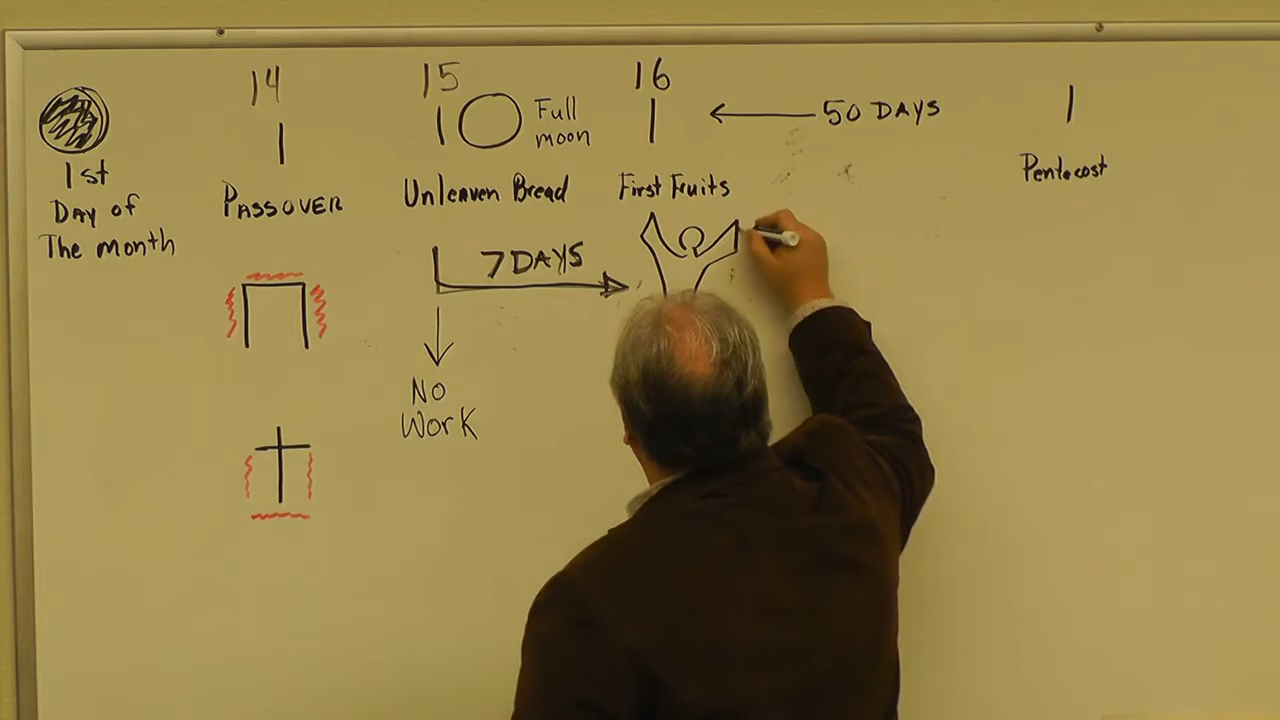 14
15
16
Full
moon
50 DAYS
1st
DAY of
The month
PASSOVER
Unleaven Bread
First Fruits
Pentecost
7 DAYS
NO
WorK